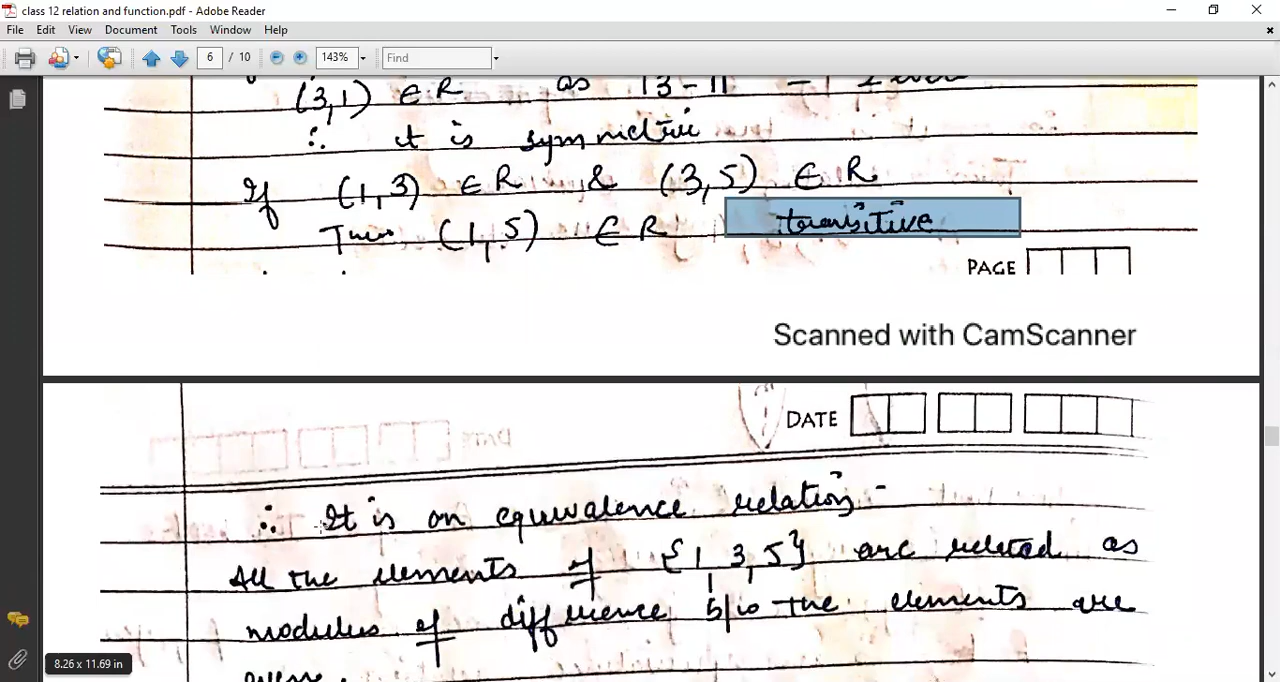 class 12 relation and function.pdf - Adobe Reader
File Edit View Document Tools Window Help
6 / 10 143% Find
(3,1) ∈ R as |3-1| =
∴ it is symmetric
If (1,3) ∈ R & (3,5) ∈ R
Then (1,5) ∈ R transitive
PAGE
Scanned with CamScanner
DATE
∴ It is an equivalence relation
All the elements of {1,3,5} are related as
modulus of difference b/w the elements are
8.26 x 11.69 in